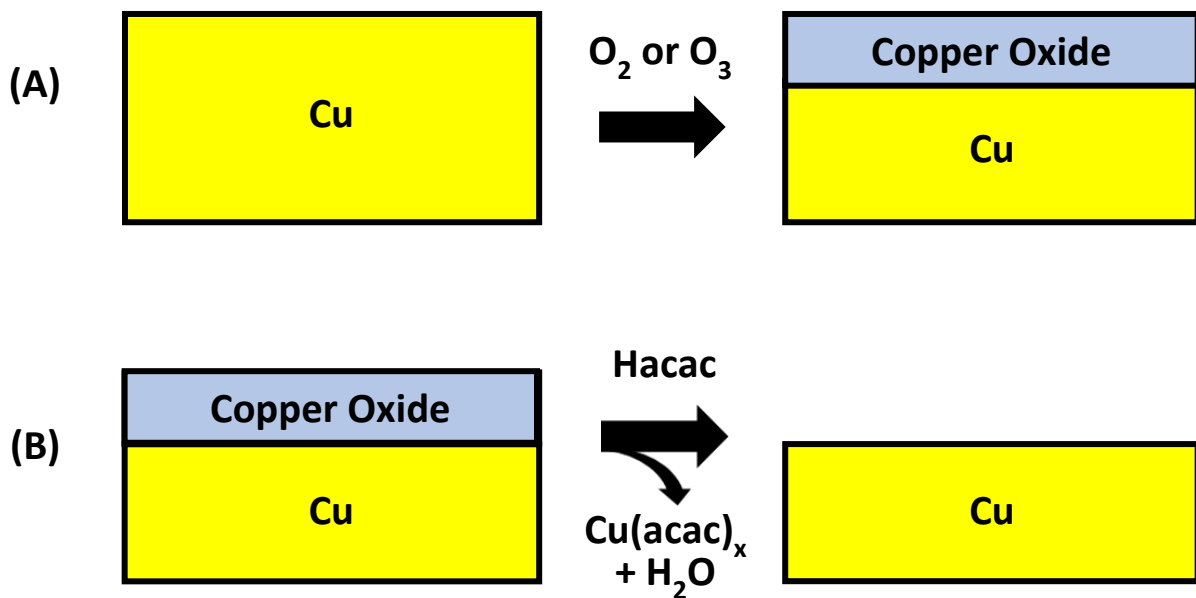 (A)
Cu
O₂ or O₃
Copper Oxide
Cu
(B)
Copper Oxide
Cu
Hacac
Cu(acac)ₓ
+ H₂O
Cu